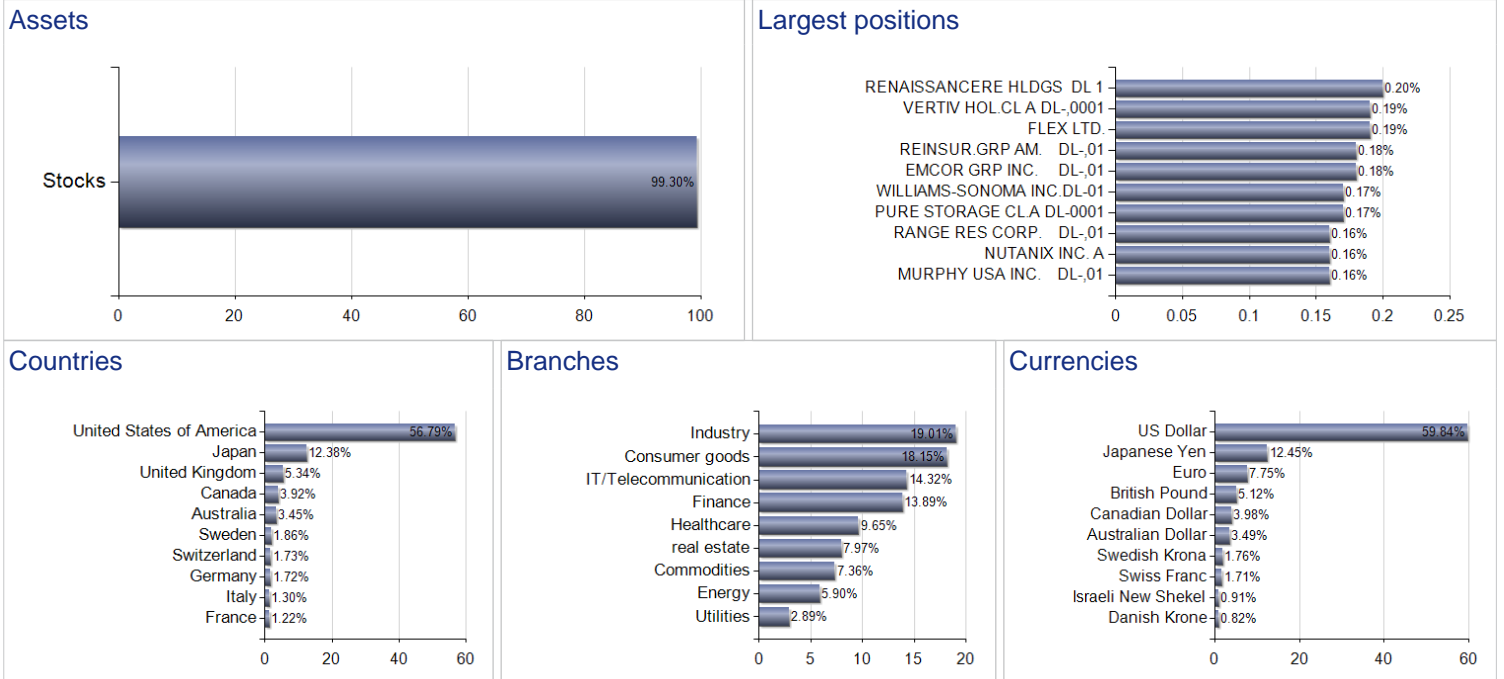 Assets
Stocks
99.30%
0 20 40 60 80 100
Largest positions
RENAISSANCERE HLDGS DL 1 0.20%
VERTIV HOL.CL A DL-,0001 0.19%
FLEX LTD. 0.19%
REINSUR.GRP AM. DL-,01 0.18%
EMCOR GRP INC. DL-,01 0.18%
WILLIAMS-SONOMA INC.DL-01 0.17%
PURE STORAGE CL.A DL-0001 0.17%
RANGE RES CORP. DL-,01 0.16%
NUTANIX INC. A 0.16%
MURPHY USA INC. DL-,01 0.16%
0 0.05 0.1 0.15 0.2 0.25
Countries
United States of America 56.79%
Japan 12.38%
United Kingdom 5.34%
Canada 3.92%
Australia 3.45%
Sweden 1.86%
Switzerland 1.73%
Germany 1.72%
Italy 1.30%
France 1.22%
0 20 40 60
Branches
Industry 19.01%
Consumer goods 18.15%
IT/Telecommunication 14.32%
Finance 13.89%
Healthcare 9.65%
real estate 7.97%
Commodities 7.36%
Energy 5.90%
Utilities 2.89%
0 5 10 15 20
Currencies
US Dollar 59.84%
Japanese Yen 12.45%
Euro 7.75%
British Pound 5.12%
Canadian Dollar 3.98%
Australian Dollar 3.49%
Swedish Krona 1.76%
Swiss Franc 1.71%
Israeli New Shekel 0.91%
Danish Krone 0.82%
0 20 40 60